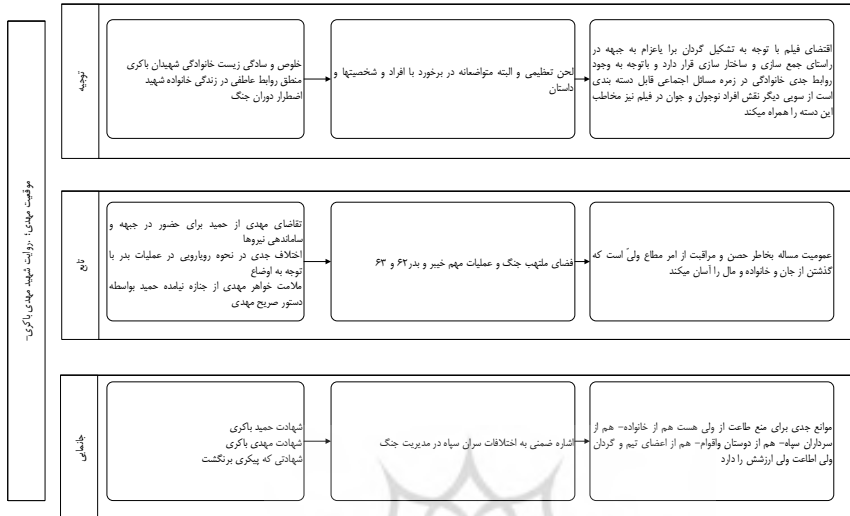 موقعیت مهدی؛ روایت شهید مهدی باکری-
توجیه
اقتضای فیلم با توجه به تشکیل گردان برا یاعزام به جبهه در
راستای جمع سازی و ساختار سازی قرار دارد و باتوجه به وجود
روابط جدی خانوادگی در زمره مسائل اجتماعی قابل دسته بندی
است از سویی دیگر نقش افراد نوجوان و جوان در فیلم نیز مخاطب
این دسته را همراه میکند
لحن تعظیمی و البته متواضعانه در برخورد با افراد و شخصیتها و
داستان
خلوص و سادگی زیست خانوادگی شهیدان باکری
منطق روابط عاطفی در زندگی خانواده شهید
اضطرار دوران جنگ
تابع
عمومیت مساله بخاطر حصن و مراقبت از امر مطاع ولیّ است که
گذشتن از جان و خانواده و مال را آسان میکند
فضای ملتهب جنگ و عملیات مهم خیبر و بدر۶۲ و ۶۳
تقاضای مهدی از حمید برای حضور در جبهه و
ساماندهی نیروها
اختلاف جدی در نحوه رویارویی در عملیات بدر با
توجه به اوضاع
ملامت خواهر مهدی از جنازه نیامده حمید بواسطه
دستور صریح مهدی
جانمایی
موانع جدی برای منع طاعت از ولی هست هم از خانواده- هم از
سرداران سپاه- هم از دوستان واقوام- هم از اعضای تیم و گردان
ولی اطاعت ولی ارزشش را دارد
اشاره ضمنی به اختلافات سران سپاه در مدیریت جنگ
شهادت حمید باکری
شهادت مهدی باکری
شهادتی که پیکری برنگشت